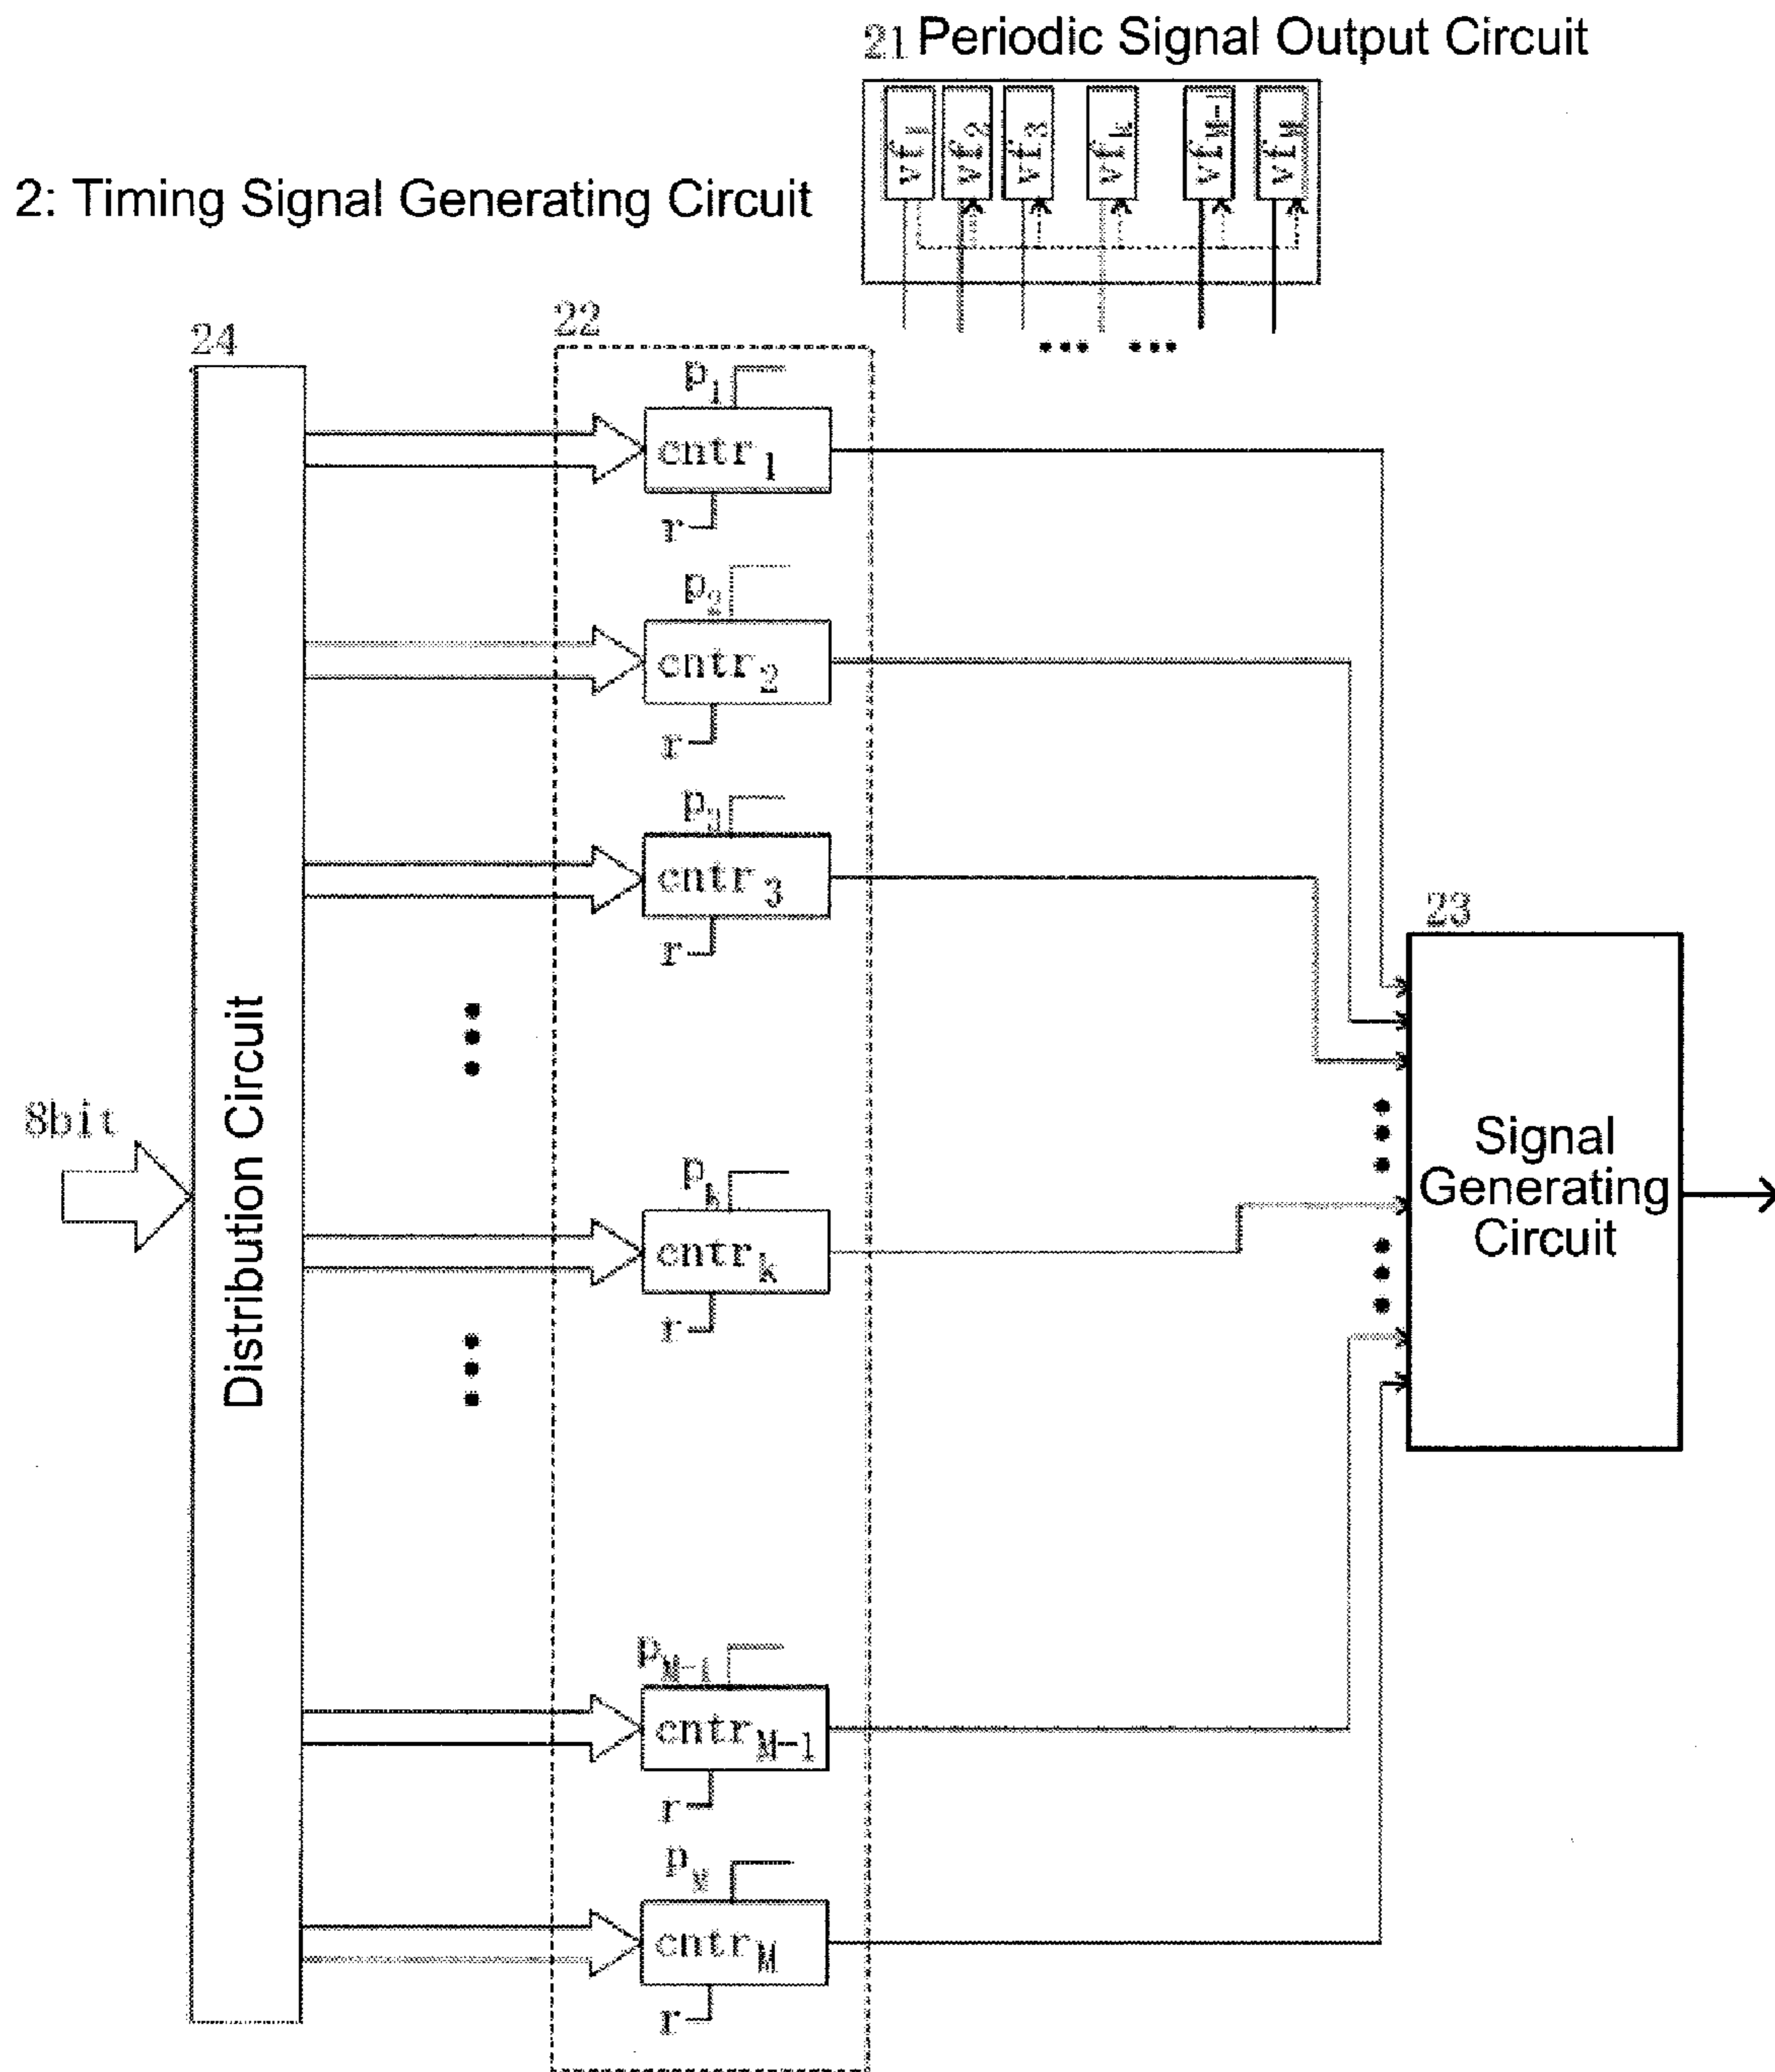 21 Periodic Signal Output Circuit
vf1 vf2 vf3 vfk vfM-1 vfM
2: Timing Signal Generating Circuit
24
22
p1
cntr1
r
p2
cntr2
r
p3
cntr3
r
23
Distribution Circuit
8bit
Signal
Generating
Circuit
pk
cntrk
r
pM-1
cntrM-1
r
pM
cntrM
r